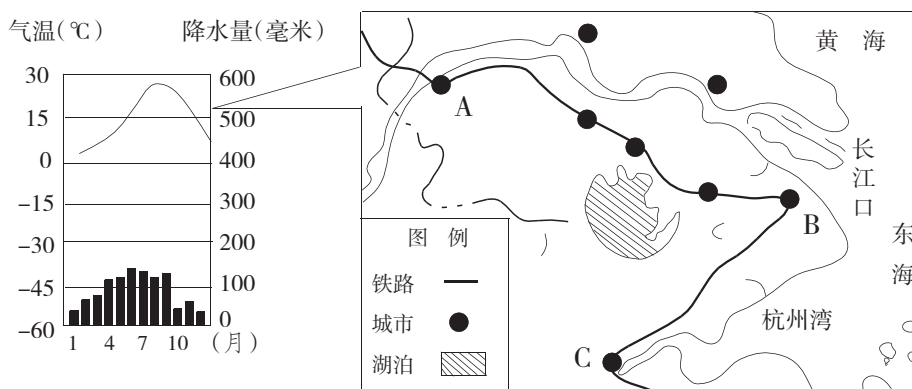 气温(℃)
降水量(毫米)
30
15
0
-15
-30
-45
-60
600
500
400
300
200
100
0
1 4 7 10 (月)
黄 海
A
长江口
B
东海
杭州湾
C
图 例
铁路
城市
湖泊